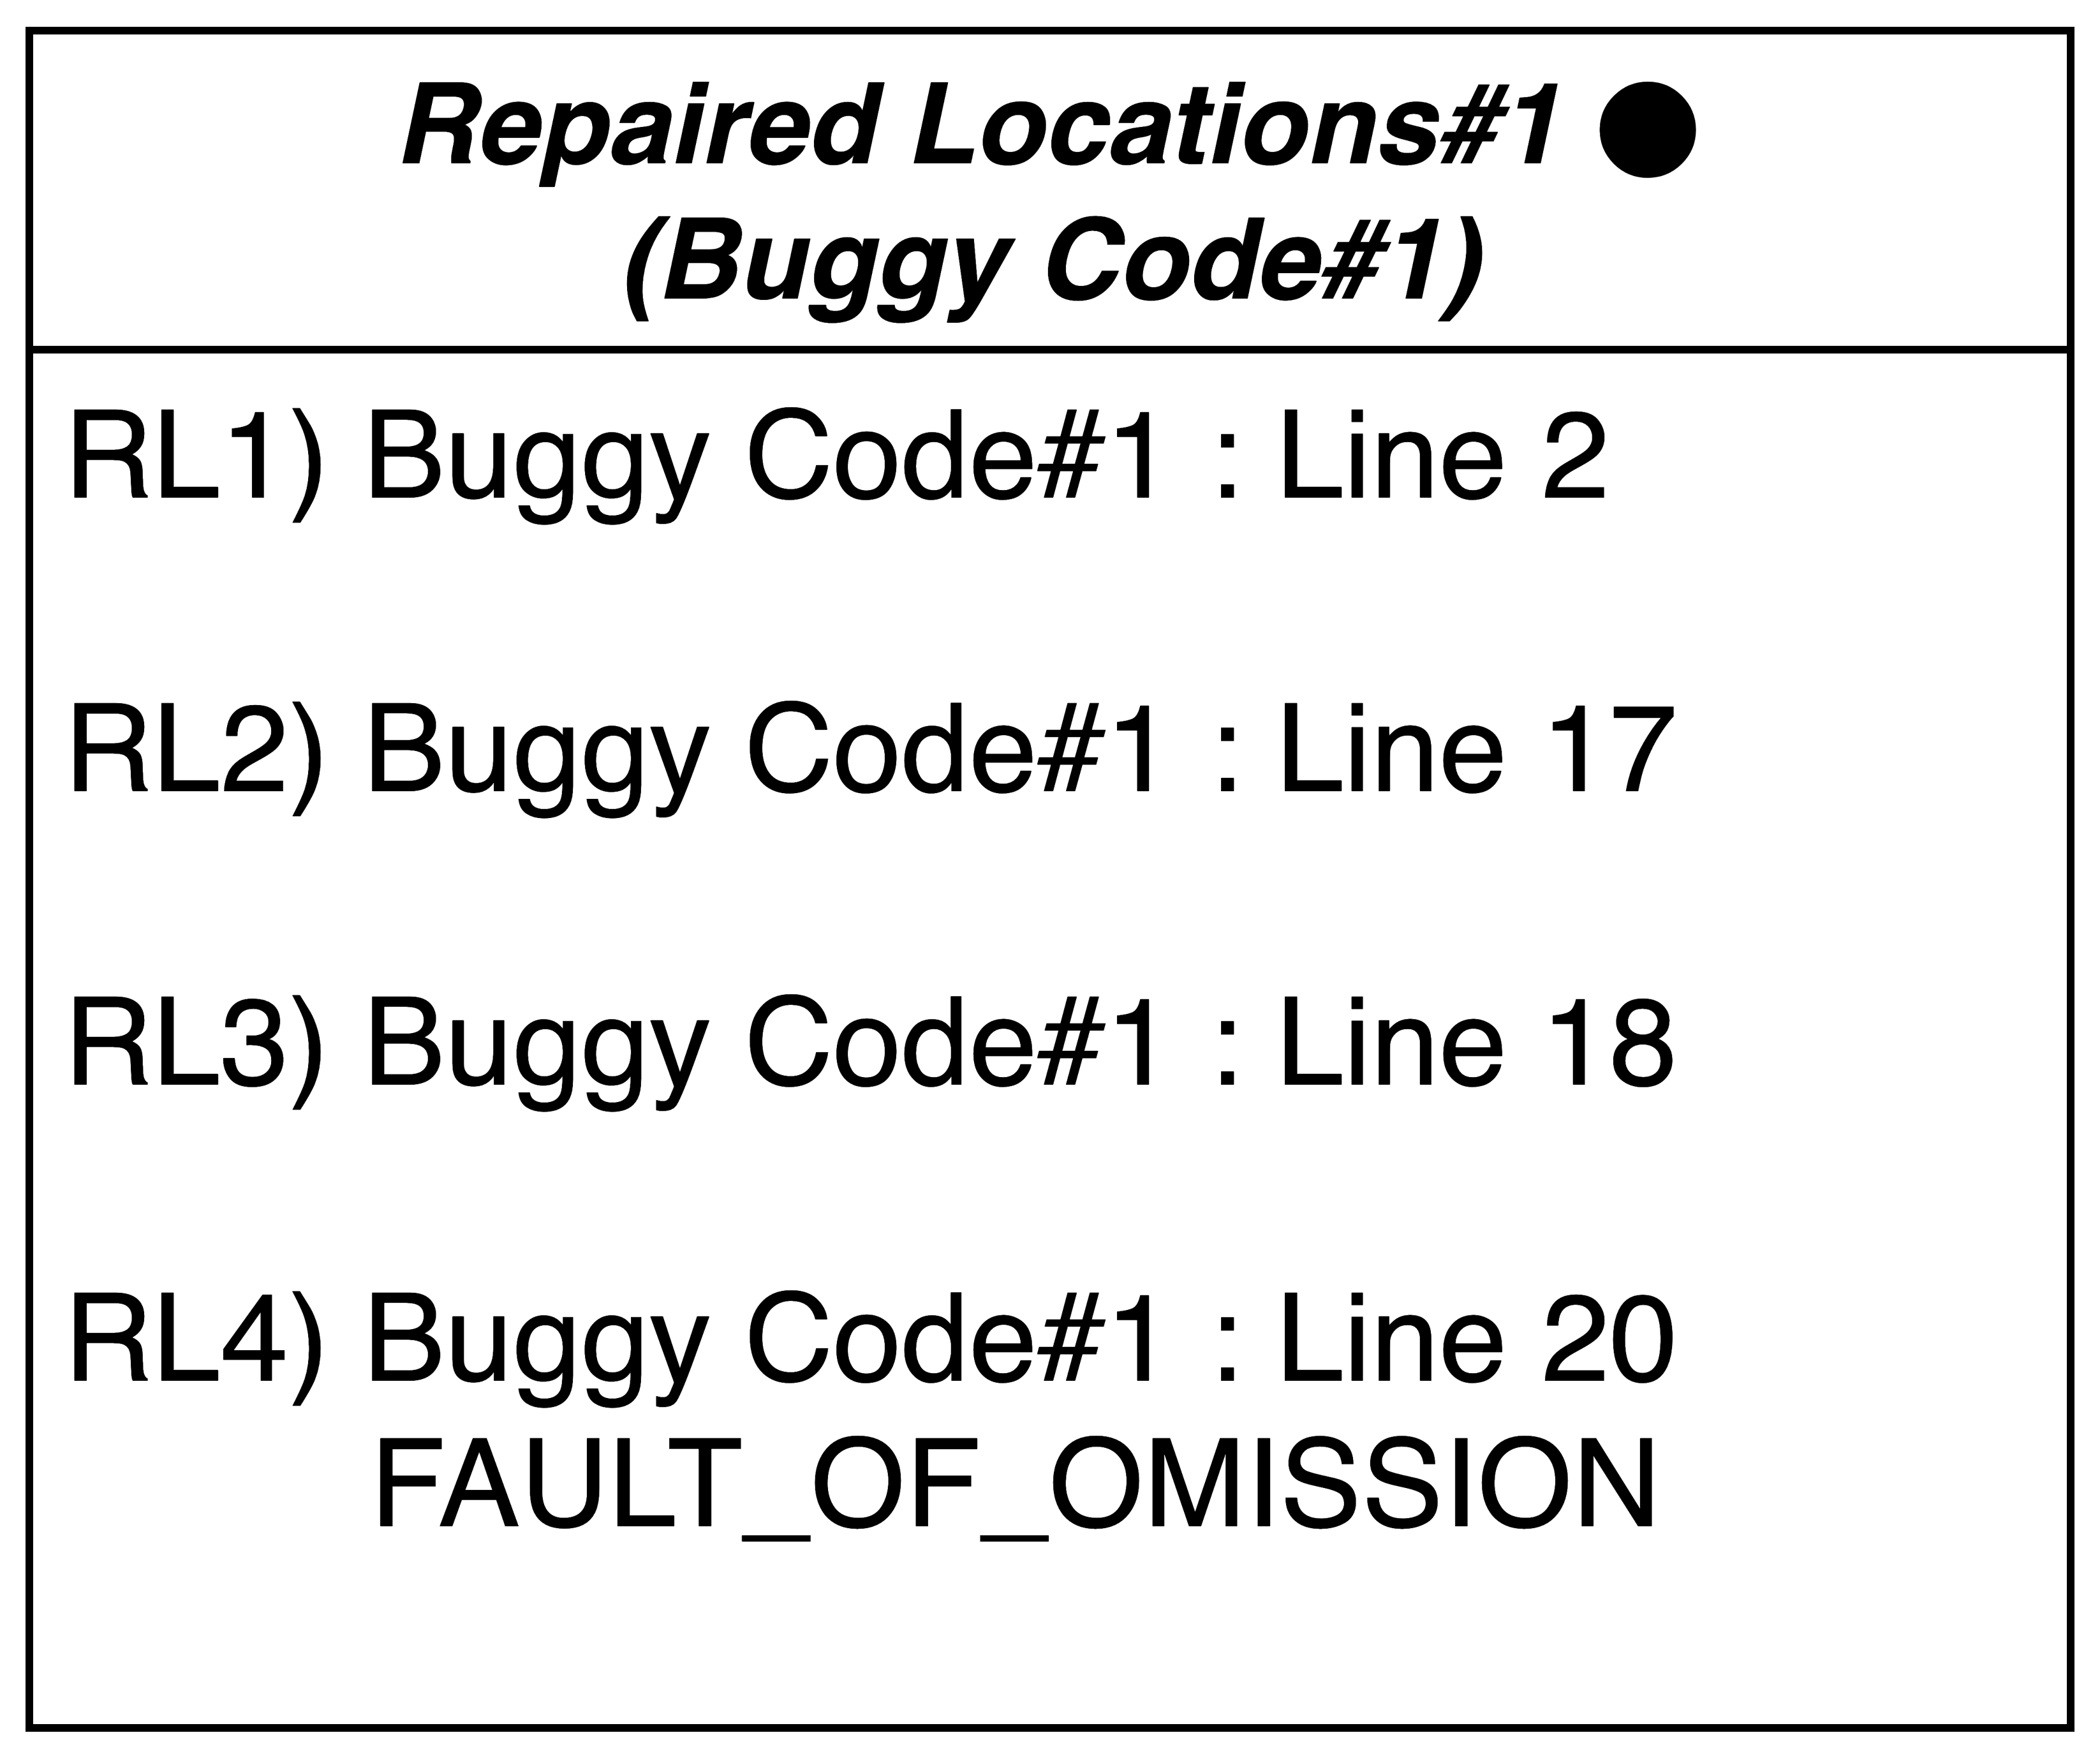 Repaired Locations#1
(Buggy Code#1)
RL1) Buggy Code#1 : Line 2
RL2) Buggy Code#1 : Line 17
RL3) Buggy Code#1 : Line 18
RL4) Buggy Code#1 : Line 20
FAULT_OF_OMISSION